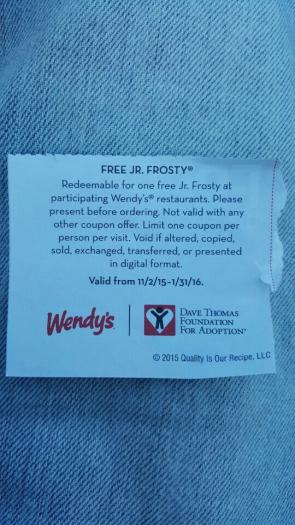 FREE JR. FROSTY®
Redeemable for one free Jr. Frosty at
participating Wendy's® restaurants. Please
present before ordering. Not valid with any
other coupon offer. Limit one coupon per
person per visit. Void if altered, copied,
sold, exchanged, transferred, or presented
in digital format.
Valid from 11/2/15-1/31/16.
Wendy's
DAVE THOMAS
FOUNDATION
FOR ADOPTION®
© 2015 Quality Is Our Recipe, LLC